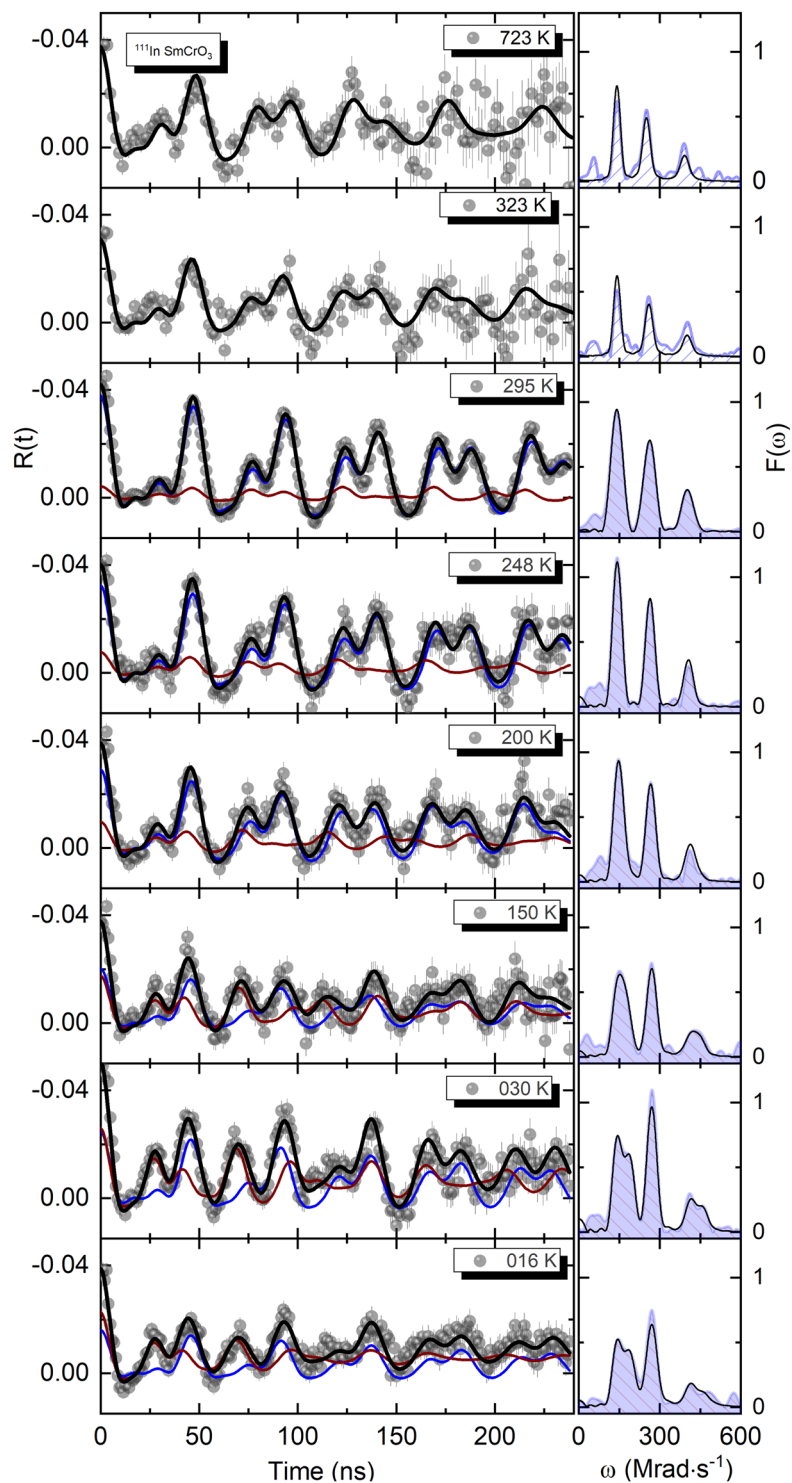 -0.04
0.00
¹¹¹In SmCrO₃
723 K
1
0
-0.04
0.00
323 K
1
0
-0.04
0.00
295 K
1
0
R(t)
F(ω)
-0.04
0.00
248 K
1
0
-0.04
0.00
200 K
1
0
-0.04
0.00
150 K
1
0
-0.04
0.00
030 K
1
0
-0.04
0.00
016 K
1
0
0 50 100 150 200
0 300 600
Time (ns)
ω (Mrad·s⁻¹)